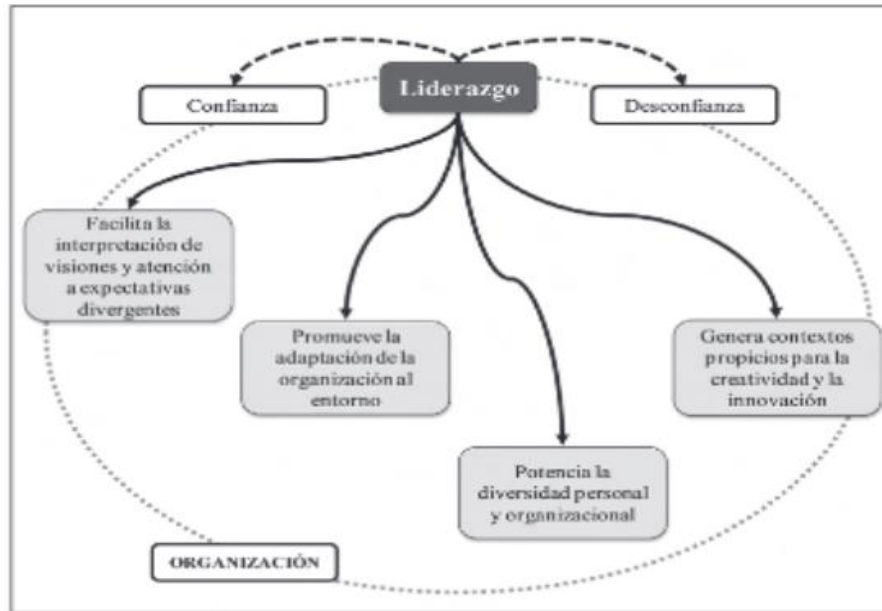 Liderazgo
Confianza
Desconfianza
Facilita la
interpretación de
visiones y atención
a expectativas
divergentes
Promueve la
adaptación de la
organización al
entorno
Genera contextos
propicios para la
creatividad y la
innovación
Potencia la
diversidad personal
y organizacional
ORGANIZACIÓN